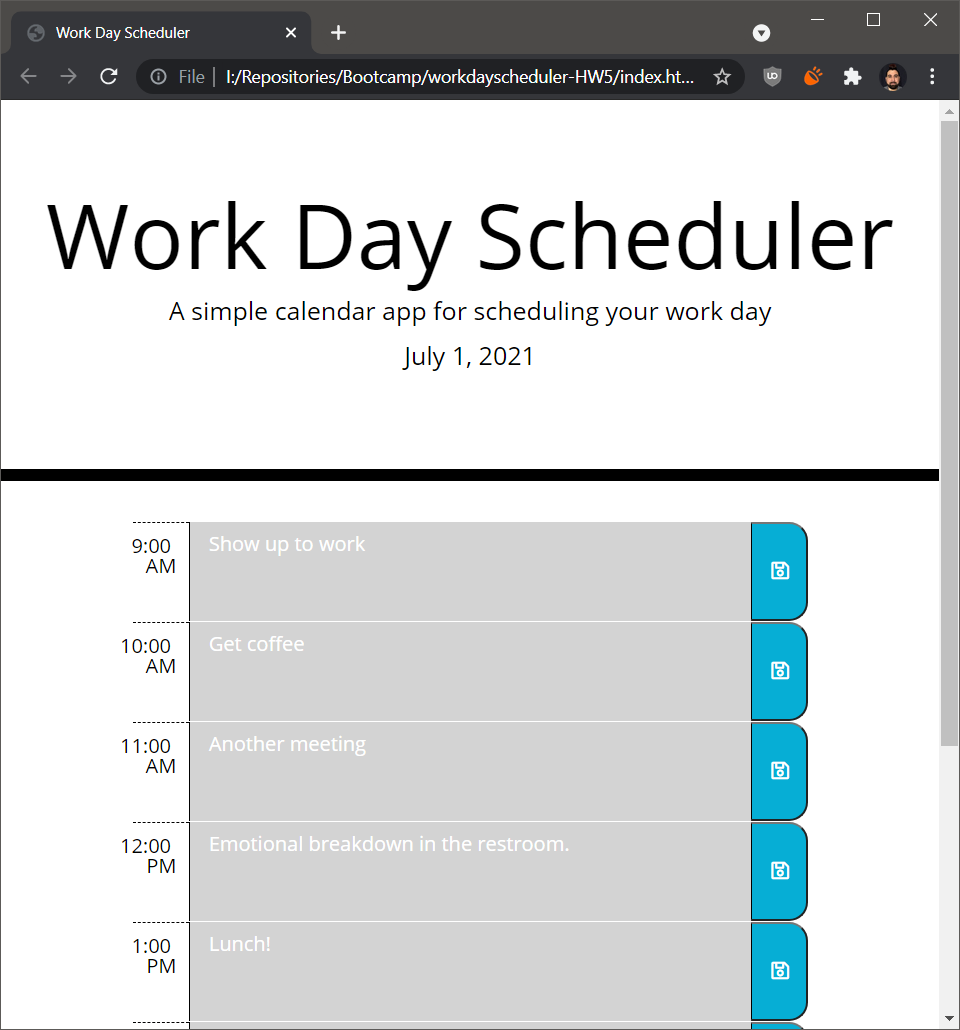 Work Day Scheduler
File | I:/Repositories/Bootcamp/workdayscheduler-HW5/index.ht...
Work Day Scheduler
A simple calendar app for scheduling your work day
July 1, 2021
9:00
AM
Show up to work
10:00
AM
Get coffee
11:00
AM
Another meeting
12:00
PM
Emotional breakdown in the restroom.
1:00
PM
Lunch!